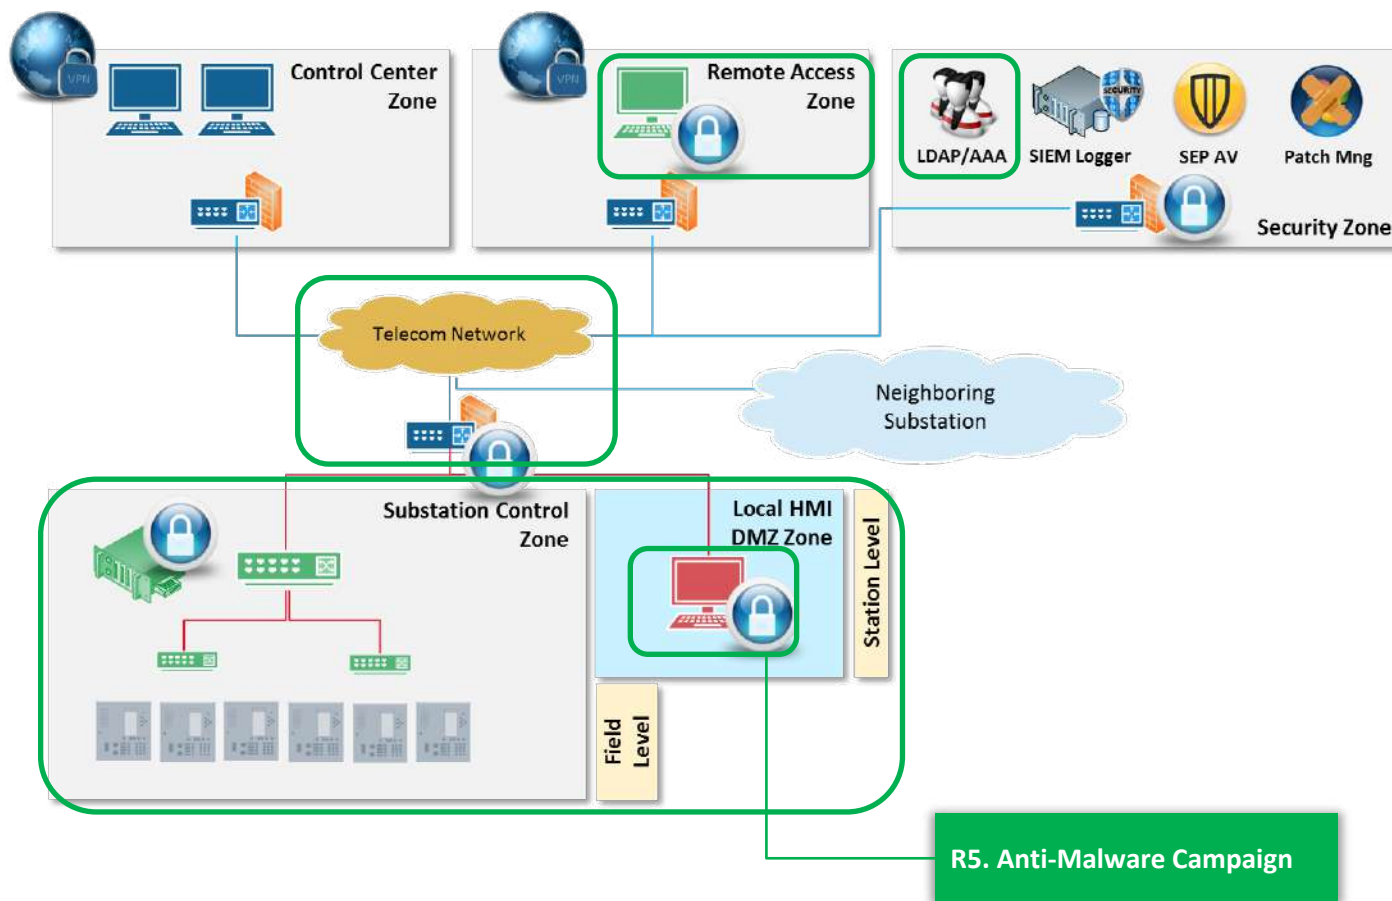 VPN
Control Center
Zone
VPN
Remote Access
Zone
SECURITY
LDAP/AAA
SIEM Logger
SEP AV
Patch Mng
Security Zone
Telecom Network
Neighboring
Substation
Substation Control
Zone
Local HMI
DMZ Zone
Station Level
Field
Level
R5. Anti-Malware Campaign